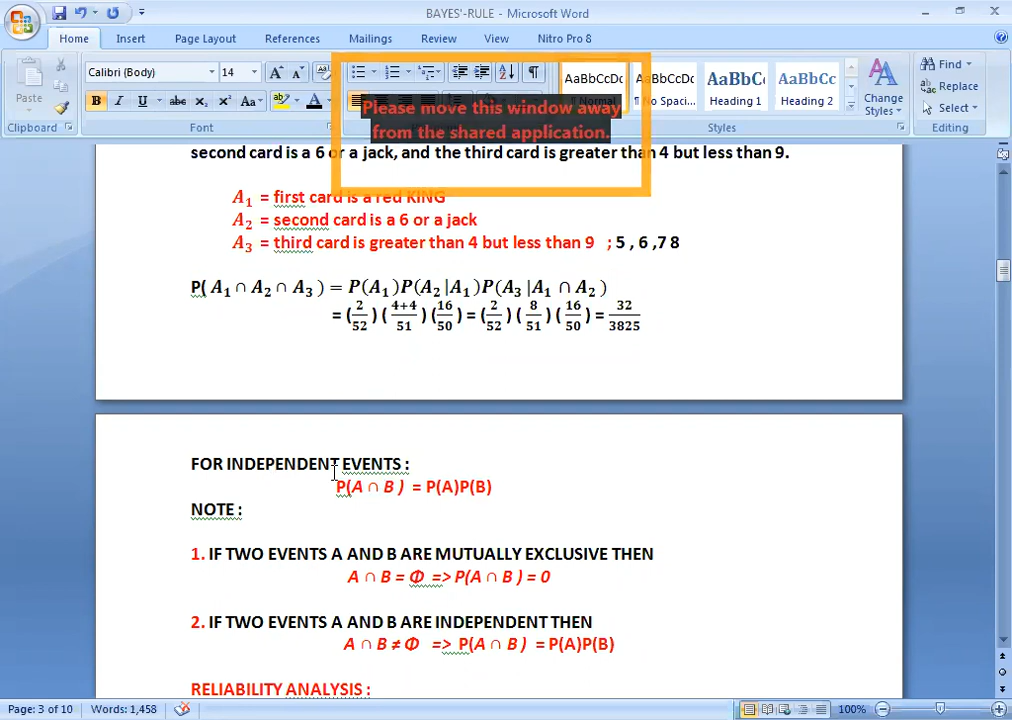 BAYES'-RULE - Microsoft Word
Home Insert Page Layout References Mailings Review View Nitro Pro 8
Paste
Clipboard
Calibri (Body) 14
B I U abc X₂ X² Aa A
Font
AaBbCcDc
¶ Normal
AaBbCcDc
¶ No Spaci...
AaBbCc
Heading 1
AaBbCc
Heading 2
Change
Styles
Styles
Find
Replace
Select
Editing
Please move this window away
from the shared application.
second card is a 6 or a jack, and the third card is greater than 4 but less than 9.
A₁ = first card is a red KING
A₂ = second card is a 6 or a jack
A₃ = third card is greater than 4 but less than 9 ; 5 , 6 ,7 8
P( A₁ ∩ A₂ ∩ A₃ ) = P(A₁)P(A₂|A₁)P(A₃|A₁ ∩ A₂)
= (2/52) ( 4+4/51 ) (16/50) = (2/52) ( 8/51 ) ( 16/50 ) = 32/3825
FOR INDEPENDENT EVENTS :
P(A ∩ B ) = P(A)P(B)
NOTE :
1. IF TWO EVENTS A AND B ARE MUTUALLY EXCLUSIVE THEN
A ∩ B = Φ => P(A ∩ B ) = 0
2. IF TWO EVENTS A AND B ARE INDEPENDENT THEN
A ∩ B ≠ Φ => P(A ∩ B ) = P(A)P(B)
RELIABILITY ANALYSIS :
Page: 3 of 10 Words: 1,458 100%